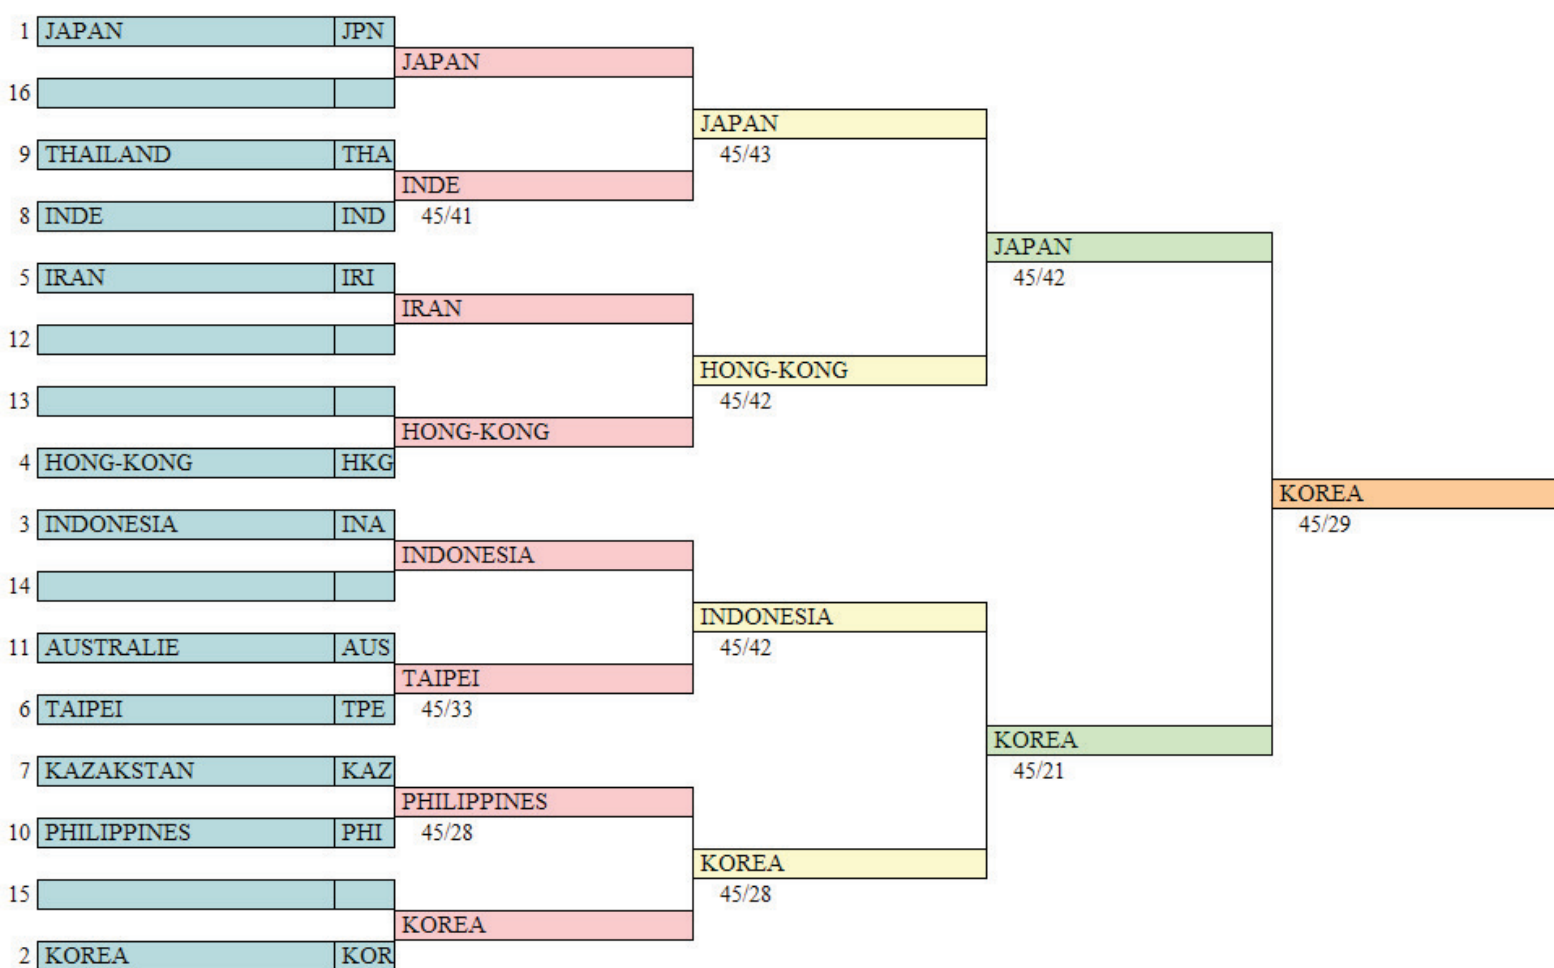 1 JAPAN JPN
JAPAN
16
JAPAN
9 THAILAND THA 45/43
INDE
8 INDE IND 45/41
JAPAN
5 IRAN IRI 45/42
IRAN
12
HONG-KONG
13 45/42
HONG-KONG
4 HONG-KONG HKG
KOREA
3 INDONESIA INA 45/29
INDONESIA
14
INDONESIA
11 AUSTRALIE AUS 45/42
TAIPEI
6 TAIPEI TPE 45/33
KOREA
7 KAZAKSTAN KAZ 45/21
PHILIPPINES
10 PHILIPPINES PHI 45/28
KOREA
15 45/28
KOREA
2 KOREA KOR